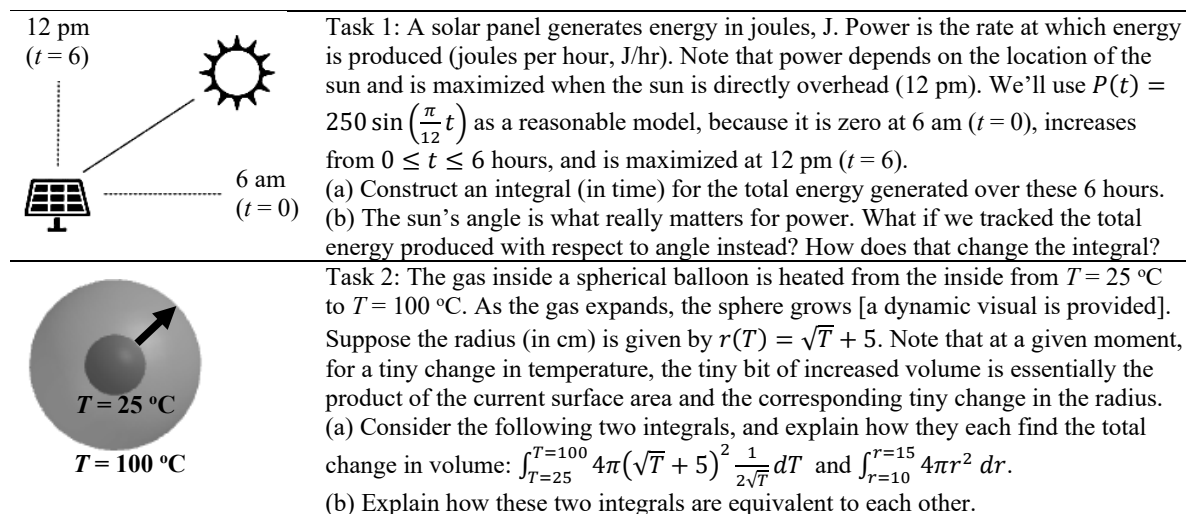 12 pm
(t = 6)
6 am
(t = 0)
Task 1: A solar panel generates energy in joules, J. Power is the rate at which energy
is produced (joules per hour, J/hr). Note that power depends on the location of the
sun and is maximized when the sun is directly overhead (12 pm). We’ll use P(t) =
250 sin(π/12 t) as a reasonable model, because it is zero at 6 am (t = 0), increases
from 0 ≤ t ≤ 6 hours, and is maximized at 12 pm (t = 6).
(a) Construct an integral (in time) for the total energy generated over these 6 hours.
(b) The sun’s angle is what really matters for power. What if we tracked the total
energy produced with respect to angle instead? How does that change the integral?
T = 25 °C
T = 100 °C
Task 2: The gas inside a spherical balloon is heated from the inside from T = 25 °C
to T = 100 °C. As the gas expands, the sphere grows [a dynamic visual is provided].
Suppose the radius (in cm) is given by r(T) = √T + 5. Note that at a given moment,
for a tiny change in temperature, the tiny bit of increased volume is essentially the
product of the current surface area and the corresponding tiny change in the radius.
(a) Consider the following two integrals, and explain how they each find the total
change in volume: ∫_{T=25}^{T=100} 4π(√T + 5)² 1/(2√T) dT and ∫_{r=10}^{r=15} 4πr² dr.
(b) Explain how these two integrals are equivalent to each other.